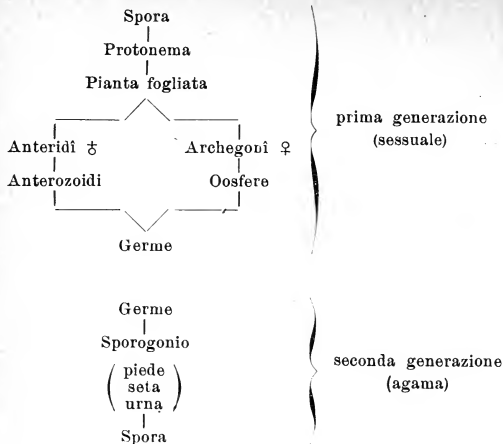 Spora
Protonema
Pianta fogliata
Anteridî ♁ Archegonî ♀
Anterozoidi Oosfere
Germe
prima generazione
(sessuale)
Germe
Sporogonio
piede
seta
urna
Spora
seconda generazione
(agama)